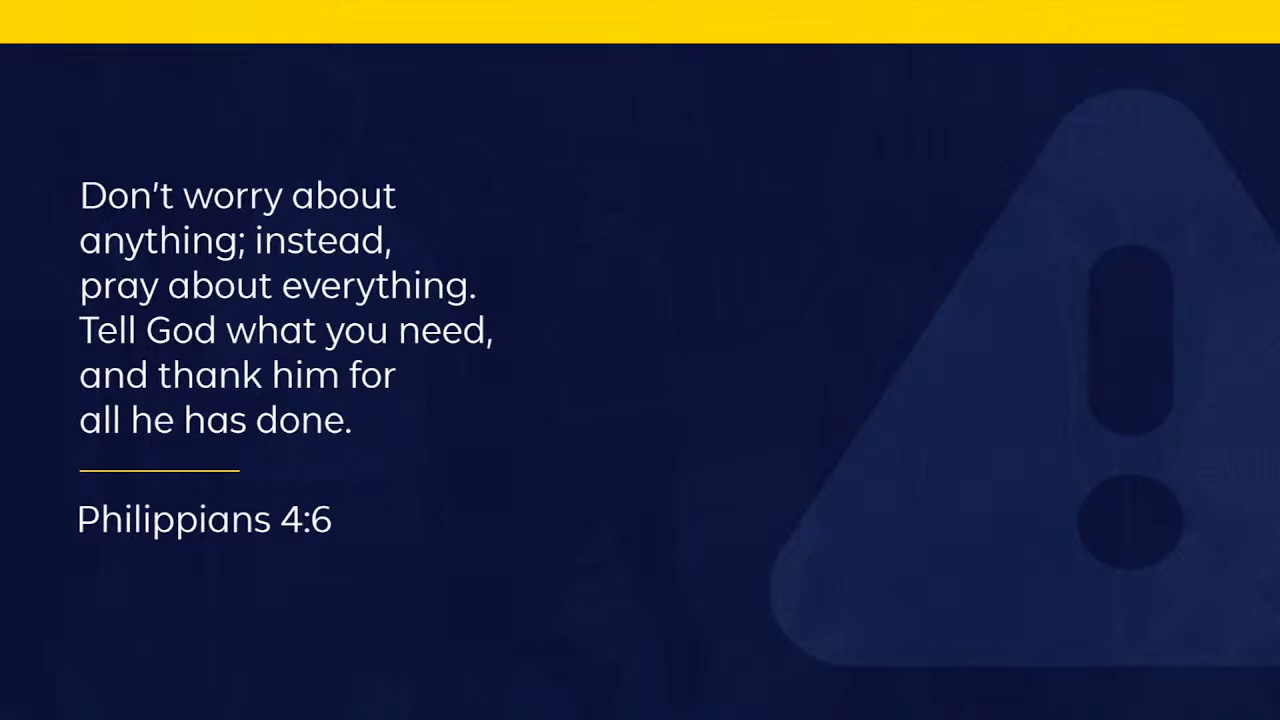 Don’t worry about
anything; instead,
pray about everything.
Tell God what you need,
and thank him for
all he has done.
Philippians 4:6